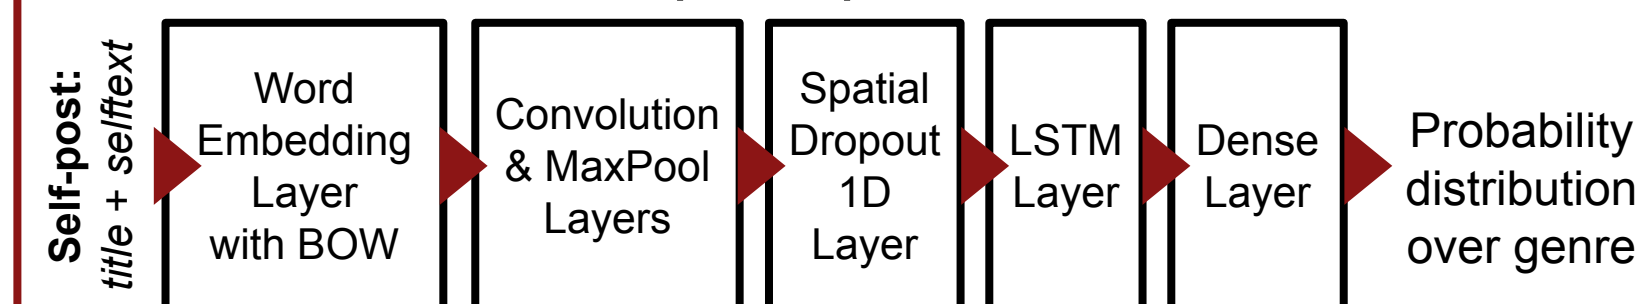 Self-post:
title + selftext
Word
Embedding
Layer
with BOW
Convolution
& MaxPool
Layers
Spatial
Dropout
1D
Layer
LSTM
Layer
Dense
Layer
Probability
distribution
over genre